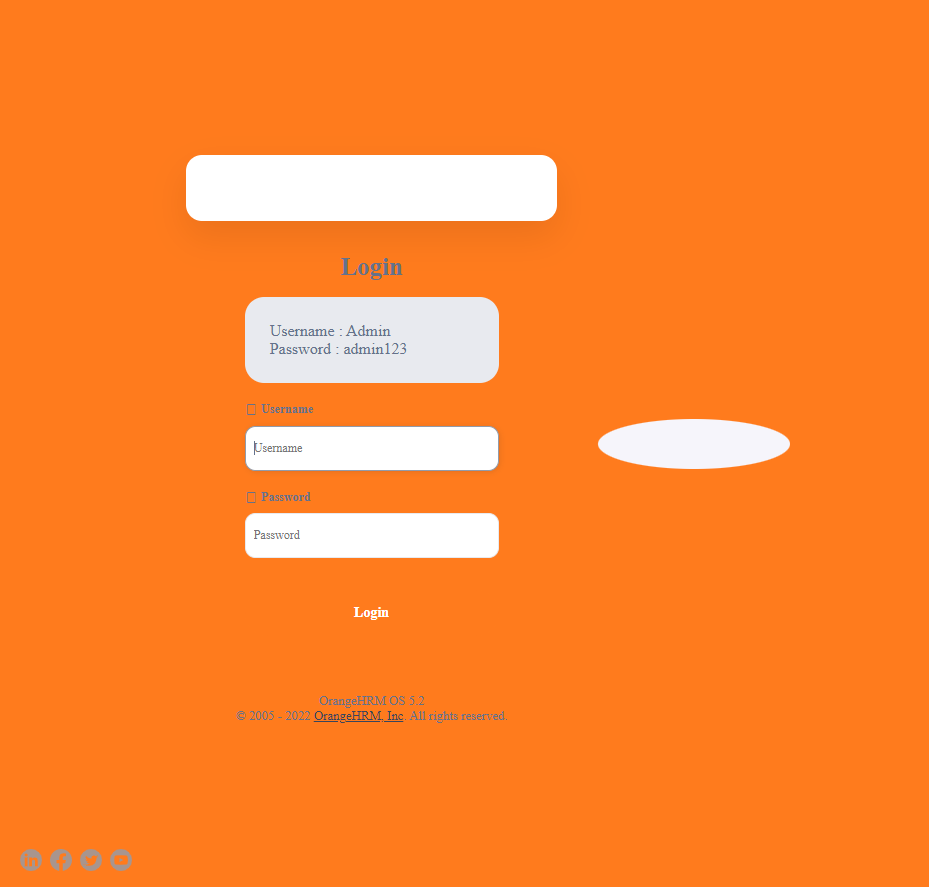 Login
Username : Admin
Password : admin123
Username
Username
Password
Password
Login
OrangeHRM OS 5.2
© 2005 - 2022 OrangeHRM, Inc. All rights reserved.